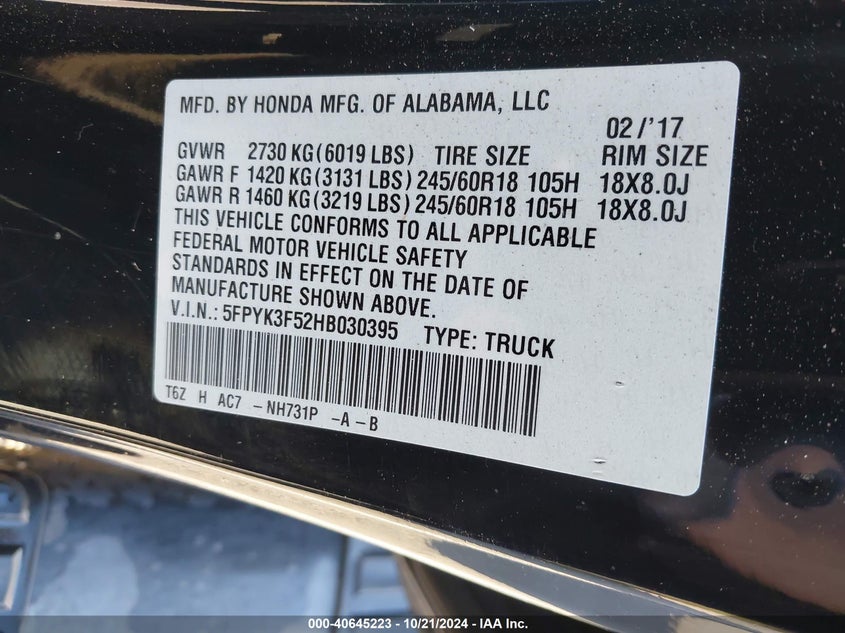 MFD. BY HONDA MFG. OF ALABAMA, LLC
02/'17
GVWR 2730 KG(6019 LBS) TIRE SIZE RIM SIZE
GAWR F 1420 KG(3131 LBS) 245/60R18 105H 18X8.0J
GAWR R 1460 KG(3219 LBS) 245/60R18 105H 18X8.0J
THIS VEHICLE CONFORMS TO ALL APPLICABLE
FEDERAL MOTOR VEHICLE SAFETY
STANDARDS IN EFFECT ON THE DATE OF
MANUFACTURE SHOWN ABOVE.
V.I.N.: 5FPYK3F52HB030395 TYPE: TRUCK
T6Z H AC7 -NH731P -A-B
000-40645223 - 10/21/2024 - IAA Inc.